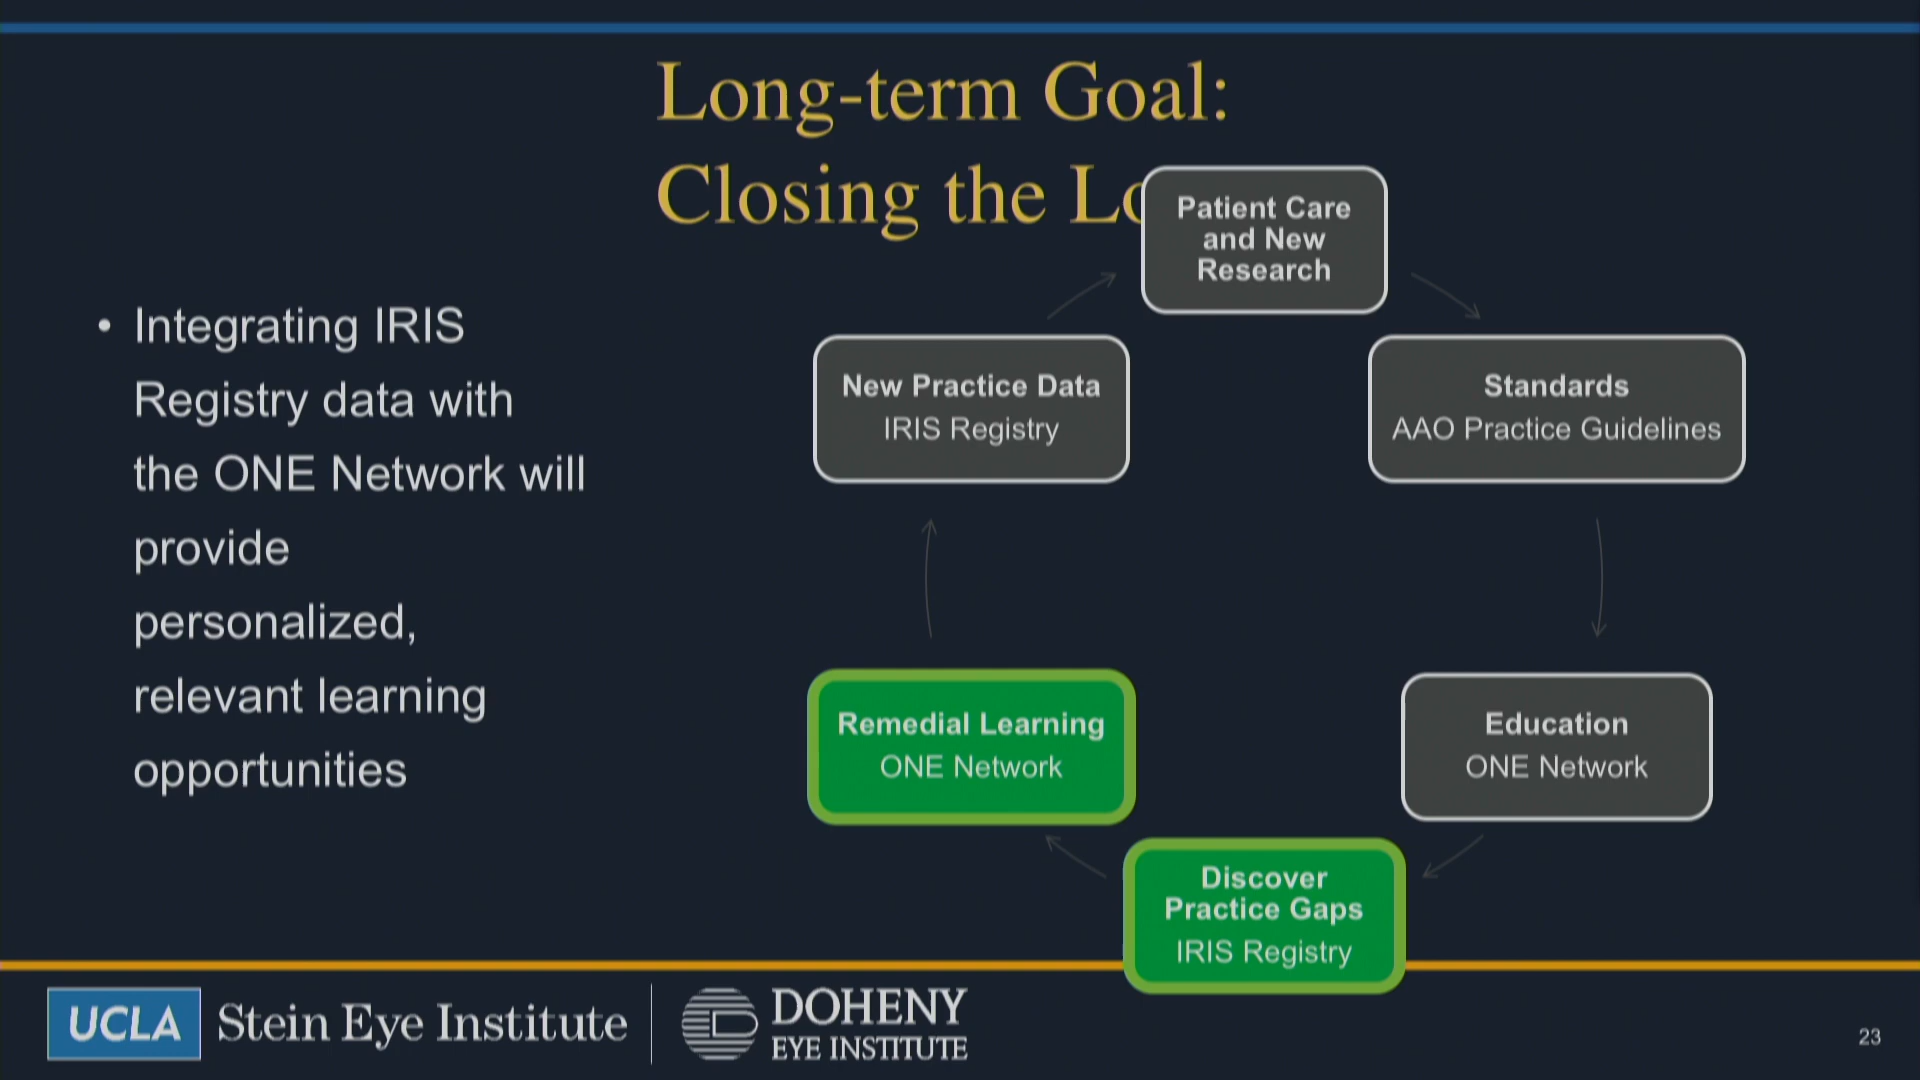 Long-term Goal:
Closing the Lo
Integrating IRIS
Registry data with
the ONE Network will
provide
personalized,
relevant learning
opportunities
Patient Care
and New
Research
Standards
AAO Practice Guidelines
Education
ONE Network
Discover
Practice Gaps
IRIS Registry
Remedial Learning
ONE Network
New Practice Data
IRIS Registry
UCLA Stein Eye Institute
DOHENY
EYE INSTITUTE
23